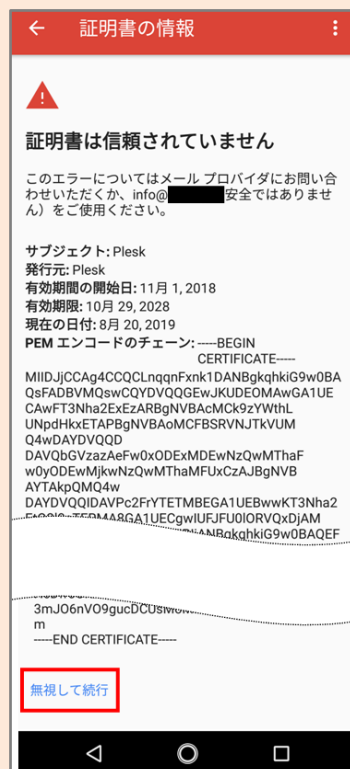 証明書の情報
証明書は信頼されていません
このエラーについてはメール プロバイダにお問い合
わせいただくか、info@ 安全ではありませ
ん）をご使用ください。
サブジェクト: Plesk
発行元: Plesk
有効期間の開始日: 11月 1, 2018
有効期限: 10月 29, 2028
現在の日付: 8月 20, 2019
PEM エンコードのチェーン: -----BEGIN
CERTIFICATE-----
MIIDJjCCAg4CCQCLnqqnFxnk1DANBgkqhkiG9w0BA
QsFADBVMQswCQYDVQQGEwJKUDEOMAwGA1UE
CAwFT3Nha2ExEzARBgNVBAcMCk9zYWthL
UNpdHkxETAPBgNVBAoMCFBSRVNJTkVUM
Q4wDAYDVQQD
DAVQbGVzazAeFw0xODExMDEwNzQwMThaF
w0yODEwMjkwNzQwMThaMFUxCzAJBgNVB
AYTAkpQMQ4w
DAYDVQQIDAVPc2FrYTETMBEGA1UEBwwKT3Nha2
3mJO6nVO9gucDCUsM
m
-----END CERTIFICATE-----
無視して続行